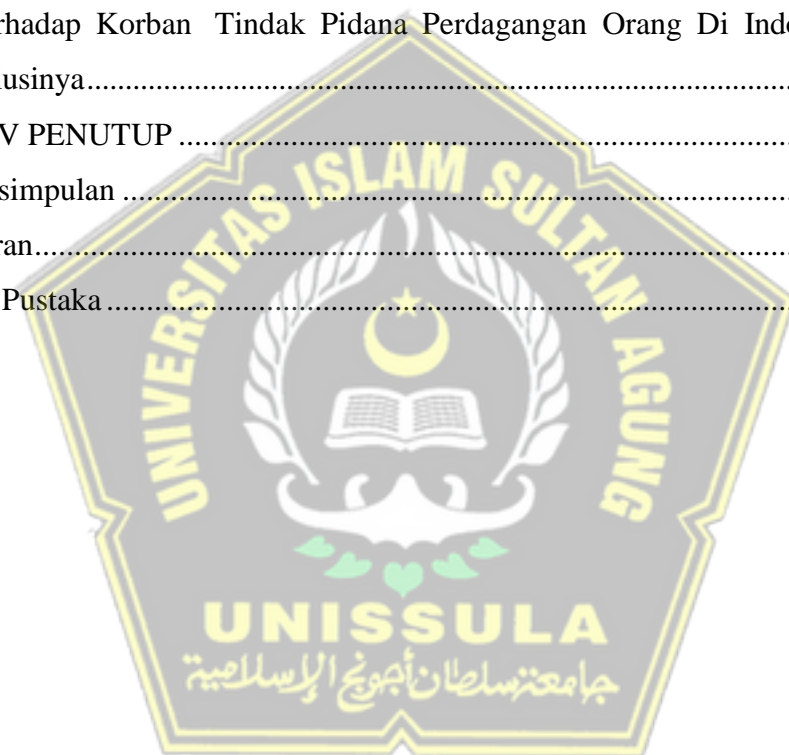 rhadap Korban Tindak Pidana Perdagangan Orang Di Indo
lusinya
V PENUTUP
simpulan
ran
Pustaka
UNIVERSITAS ISLAM SULTAN AGUNG
UNISSULA
جامعة سلطان أجونج الإسلامية